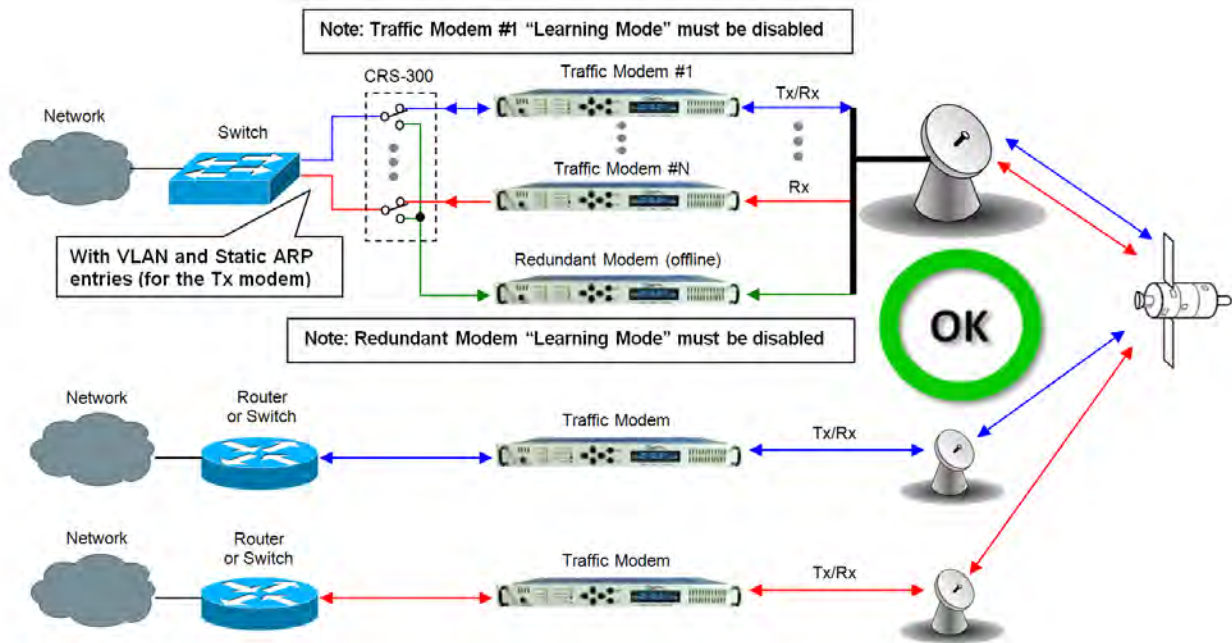 Note: Traffic Modem #1 “Learning Mode” must be disabled
CRS-300
Traffic Modem #1
Tx/Rx
Network
Switch
Traffic Modem #N
Rx
With VLAN and Static ARP
entries (for the Tx modem)
Redundant Modem (offline)
OK
Note: Redundant Modem “Learning Mode” must be disabled
Network
Router
or Switch
Traffic Modem
Tx/Rx
Network
Router
or Switch
Traffic Modem
Tx/Rx